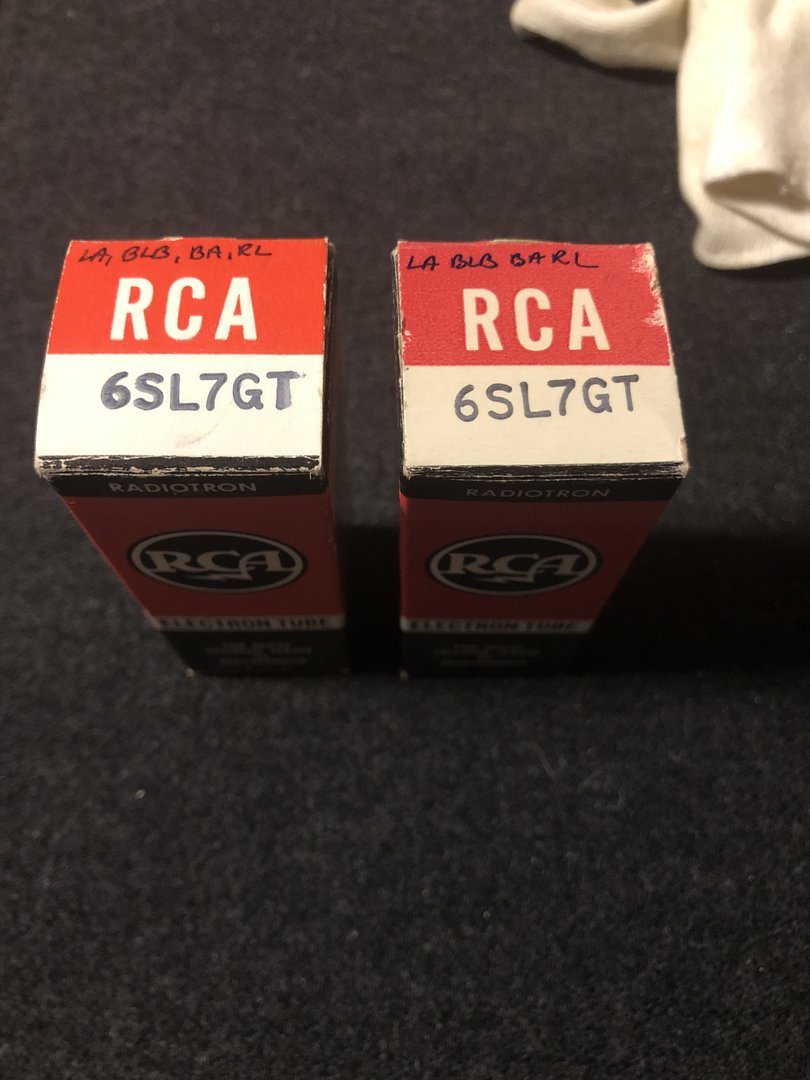 LA, BLB, BA, RL
RCA
6SL7GT
RADIOTRON
RCA
ELECTRON TUBE
LA BLB BA RL
RCA
6SL7GT
RADIOTRON
RCA
ELECTRON TUBE